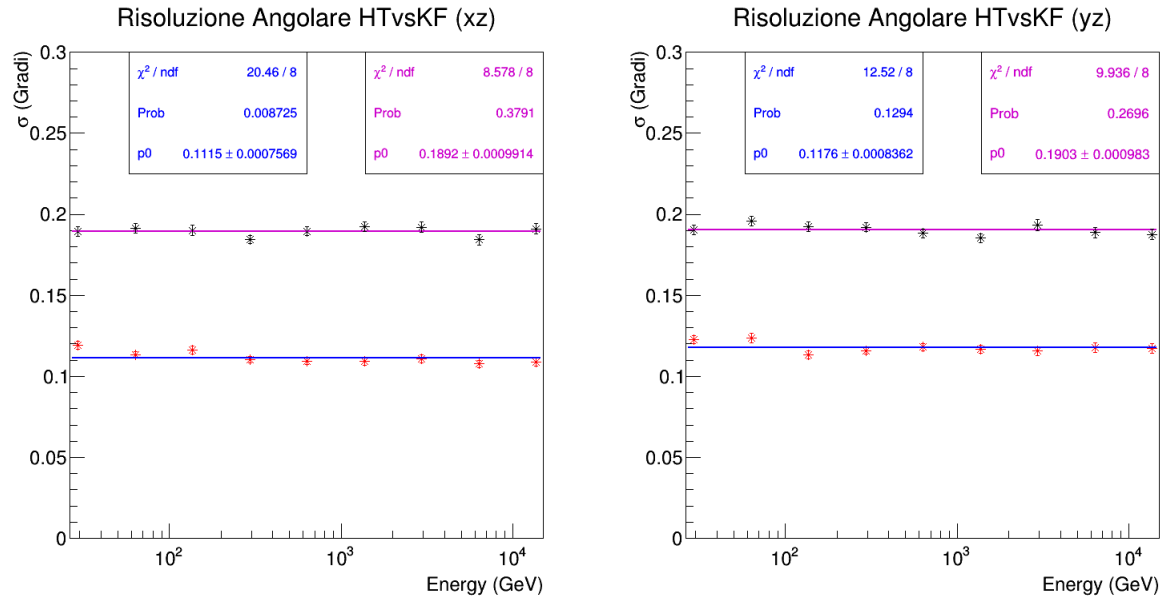 Risoluzione Angolare HTvsKF (xz)
σ (Gradi)
0.3
0.25
0.2
0.15
0.1
0.05
0
χ² / ndf 20.46 / 8
Prob 0.008725
p0 0.1115 ± 0.0007569
χ² / ndf 8.578 / 8
Prob 0.3791
p0 0.1892 ± 0.0009914
10² 10³ 10⁴
Energy (GeV)
Risoluzione Angolare HTvsKF (yz)
σ (Gradi)
0.3
0.25
0.2
0.15
0.1
0.05
0
χ² / ndf 12.52 / 8
Prob 0.1294
p0 0.1176 ± 0.0008362
χ² / ndf 9.936 / 8
Prob 0.2696
p0 0.1903 ± 0.000983
10² 10³ 10⁴
Energy (GeV)